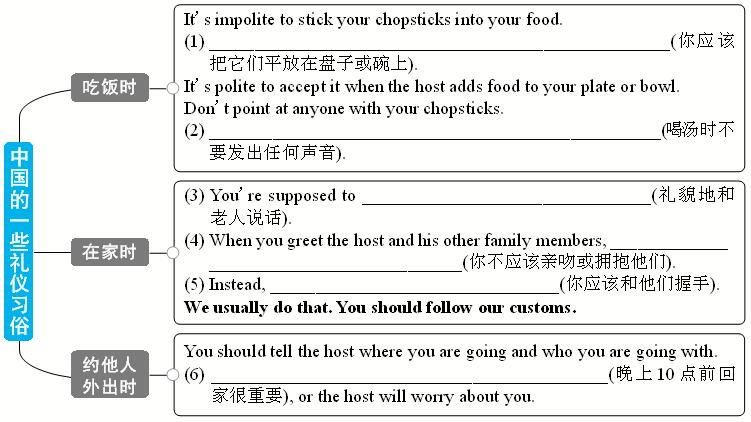 中国的一些礼仪习俗
吃饭时
It's impolite to stick your chopsticks into your food.
(1) ________________________________________(你应该
把它们平放在盘子或碗上).
It's polite to accept it when the host adds food to your plate or bowl.
Don't point at anyone with your chopsticks.
(2) ________________________________________(喝汤时不
要发出任何声音).
在家时
(3) You're supposed to _________________________(礼貌地和
老人说话).
(4) When you greet the host and his other family members, __________
______________________(你不应该亲吻或拥抱他们).
(5) Instead, _________________________(你应该和他们握手).
We usually do that. You should follow our customs.
约他人
外出时
You should tell the host where you are going and who you are going with.
(6) ___________________________________(晚上10点前回
家很重要), or the host will worry about you.